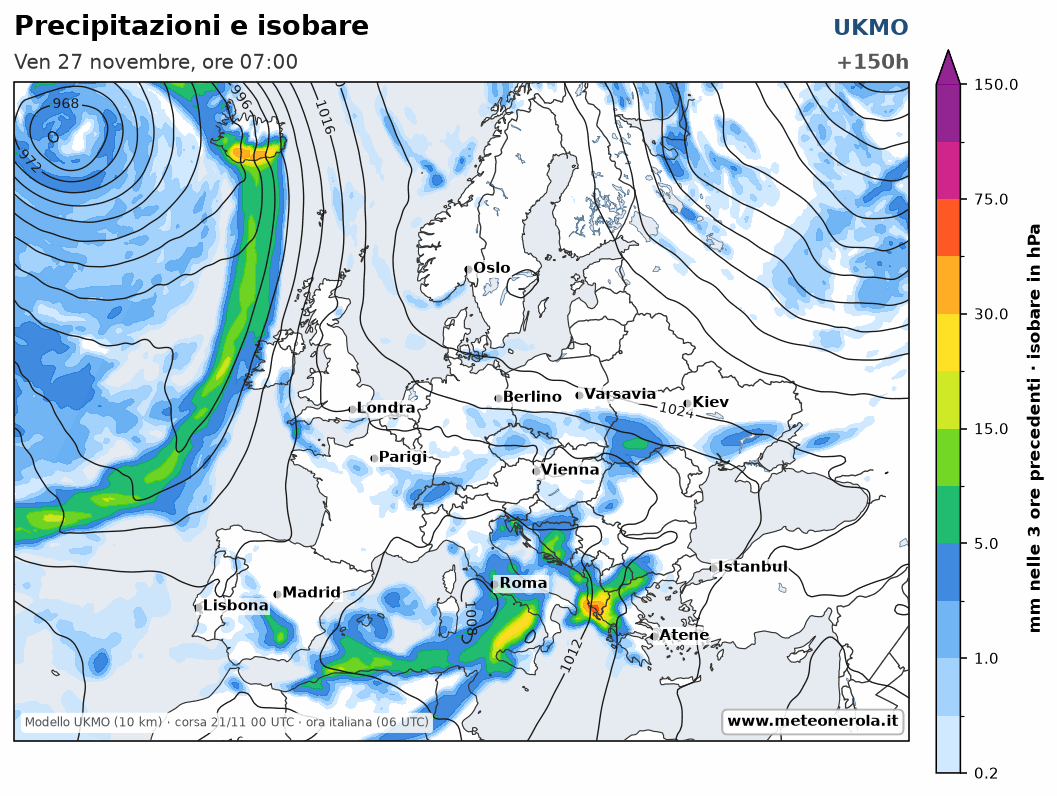 Precipitazioni e isobare
UKMO
Ven 27 novembre, ore 07:00
+150h
968
996
1016
972
150.0
75.0
30.0
15.0
5.0
1.0
0.2
mm nelle 3 ore precedenti · isobare in hPa
Oslo
Londra
Berlino
Varsavia
Kiev
1024
Parigi
Vienna
Istanbul
Roma
Madrid
Lisbona
1008
Atene
1012
Modello UKMO (10 km) · corsa 21/11 00 UTC · ora italiana (06 UTC)
www.meteonerola.it